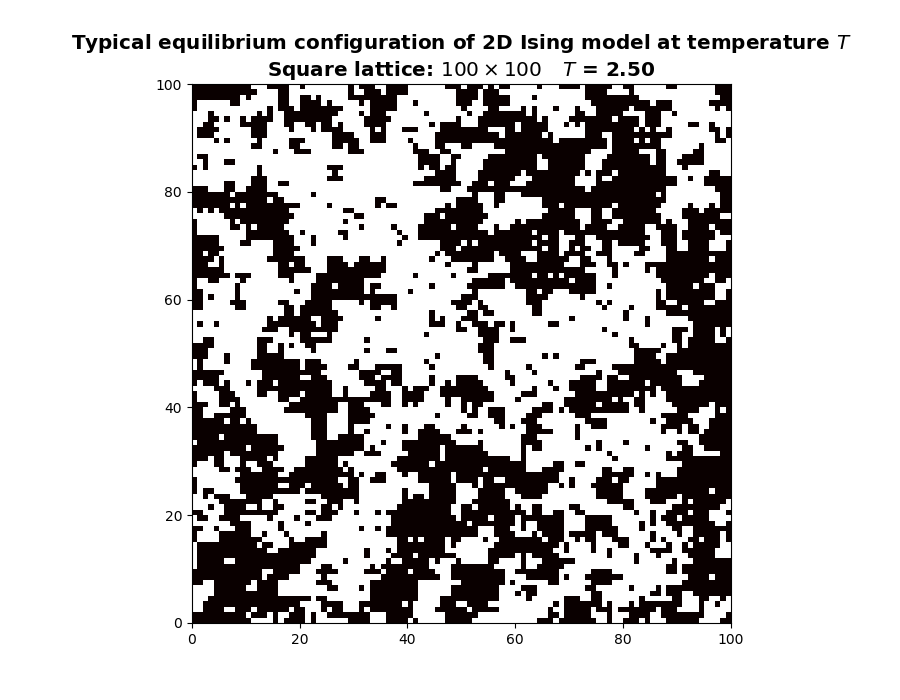 Typical equilibrium configuration of 2D Ising model at temperature T
Square lattice: 100 × 100 T = 2.50
100
80
60
40
20
0
0 20 40 60 80 100